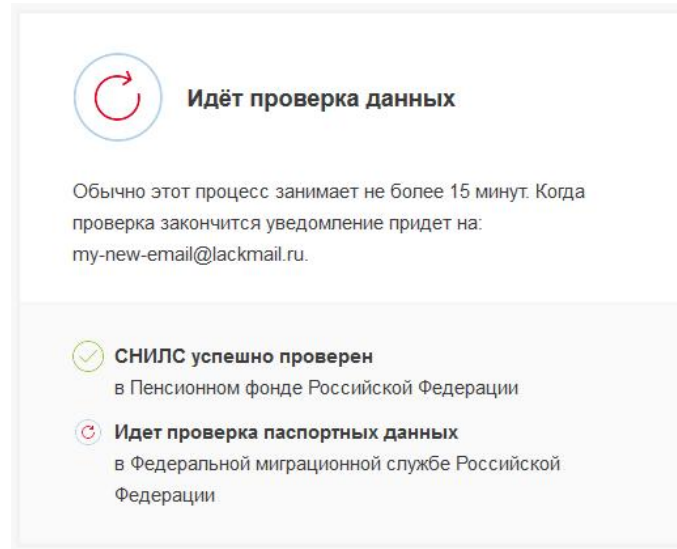 Идёт проверка данных
Обычно этот процесс занимает не более 15 минут. Когда
проверка закончится уведомление придет на:
my-new-email@lackmail.ru.
СНИЛС успешно проверен
в Пенсионном фонде Российской Федерации
Идет проверка паспортных данных
в Федеральной миграционной службе Российской
Федерации